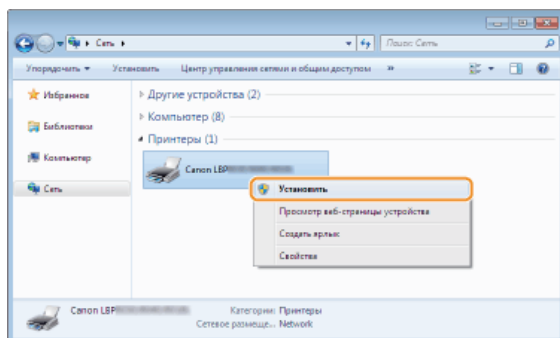 Сеть
Поиск: Сеть
Упорядочить
Установить
Центр управления сетями и общим доступом
»
Избранное
Библиотеки
Компьютер
Сеть
Другие устройства (2)
Компьютер (8)
Принтеры (1)
Canon LBP
Установить
Просмотр веб-страницы устройства
Создать ярлык
Свойства
Canon LBP
Категории: Принтеры
Сетевое размеще... Network